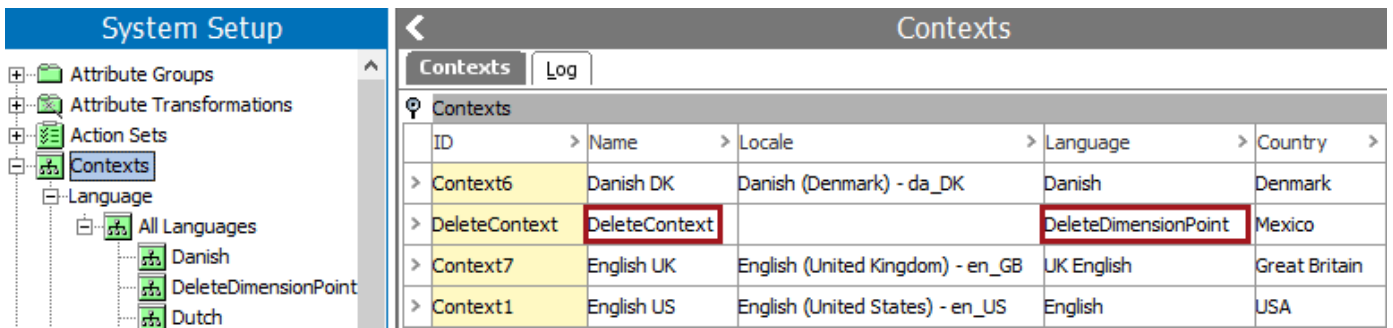 System Setup
Attribute Groups
Attribute Transformations
Action Sets
Contexts
Language
All Languages
Danish
DeleteDimensionPoint
Dutch
Contexts
Contexts Log
Contexts
ID Name Locale Language Country
Context6 Danish DK Danish (Denmark) - da_DK Danish Denmark
DeleteContext DeleteContext DeleteDimensionPoint Mexico
Context7 English UK English (United Kingdom) - en_GB UK English Great Britain
Context1 English US English (United States) - en_US English USA